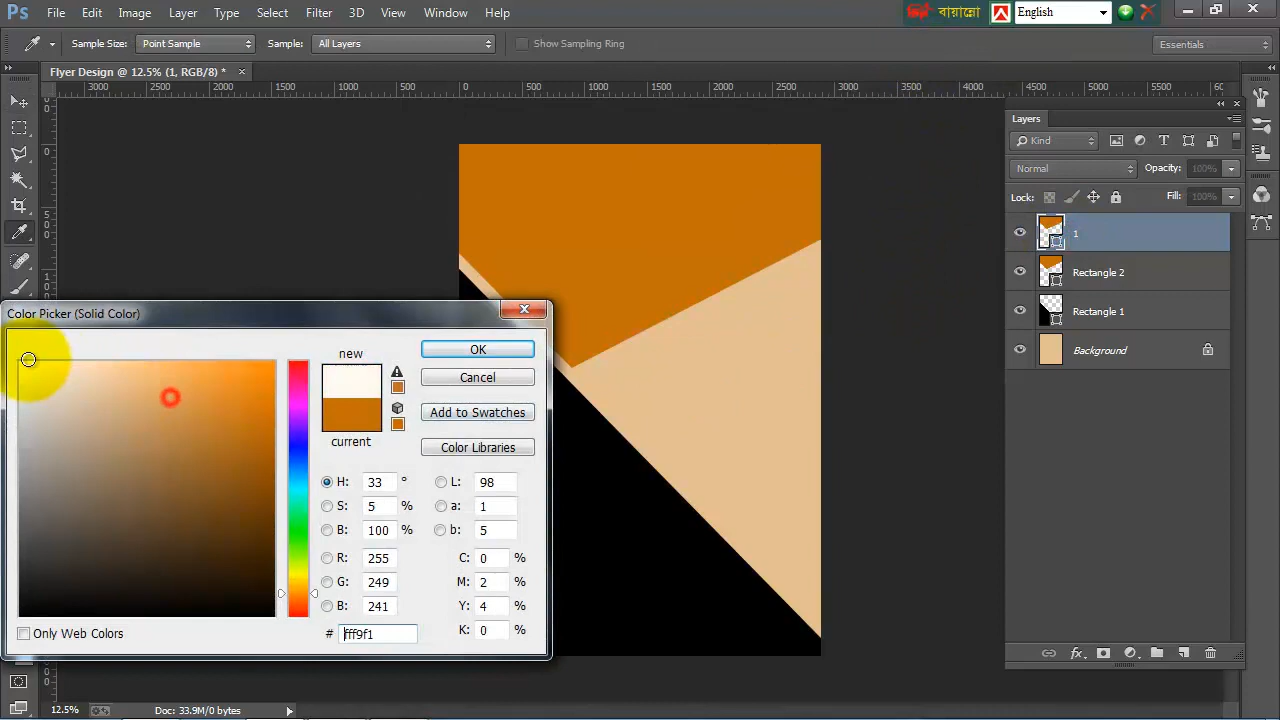 Ps File Edit Image Layer Type Select Filter 3D View Window Help বায়ান্নো English
Sample Size: Point Sample Sample: All Layers Show Sampling Ring Essentials
Flyer Design @ 12.5% (1, RGB/8) *
3000 2500 2000 1500 1000 500 0 500 1000 1500 2000 2500 3000 3500 4000 4500 5000 5500
Layers
Kind
Normal Opacity: 100%
Lock: Fill: 100%
1
Rectangle 2
Rectangle 1
Background
Color Picker (Solid Color)
new
current
OK
Cancel
Add to Swatches
Color Libraries
H: 33 ° L: 98
S: 5 % a: 1
B: 100 % b: 5
R: 255 C: 0 %
G: 249 M: 2 %
B: 241 Y: 4 %
# fff9f1 K: 0 %
Only Web Colors
12.5% Doc: 33.9M/0 bytes